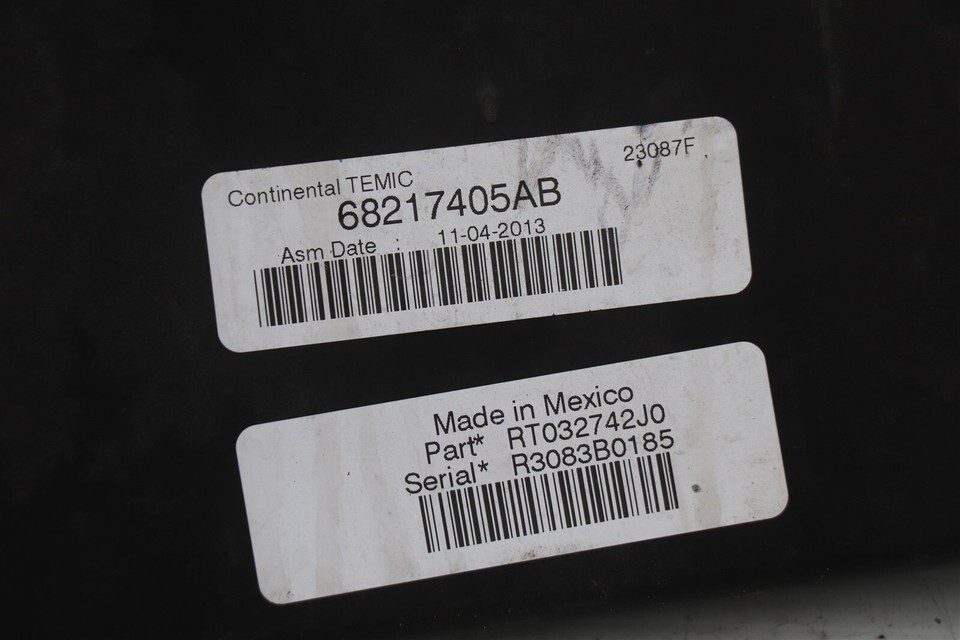 23087F
Continental TEMIC
68217405AB
Asm Date : 11-04-2013
Made in Mexico
Part* RT032742J0
Serial* R3083B0185